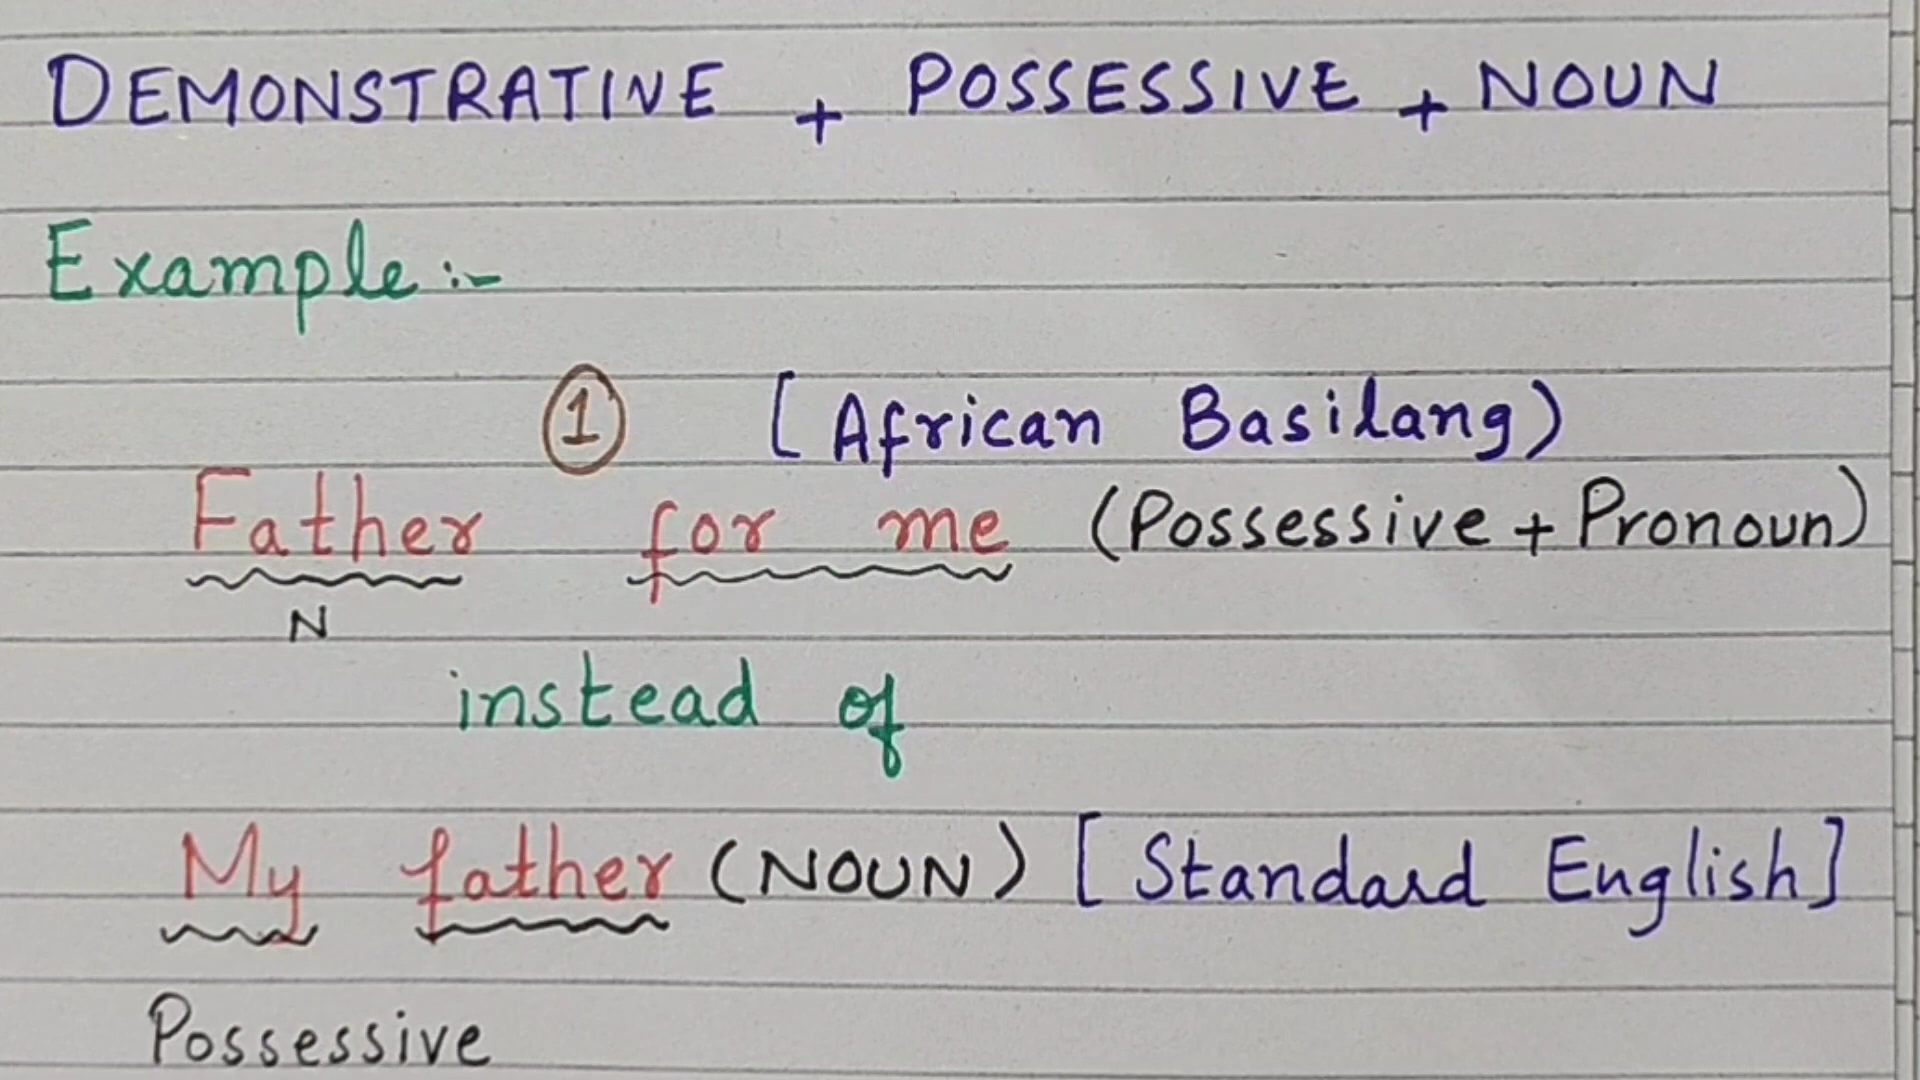 DEMONSTRATIVE + POSSESSIVE + NOUN
Example :-
1 [ African Basilang)
Father for me (Possessive + Pronoun)
N
instead of
My father (NOUN) [ Standard English ]
Possessive